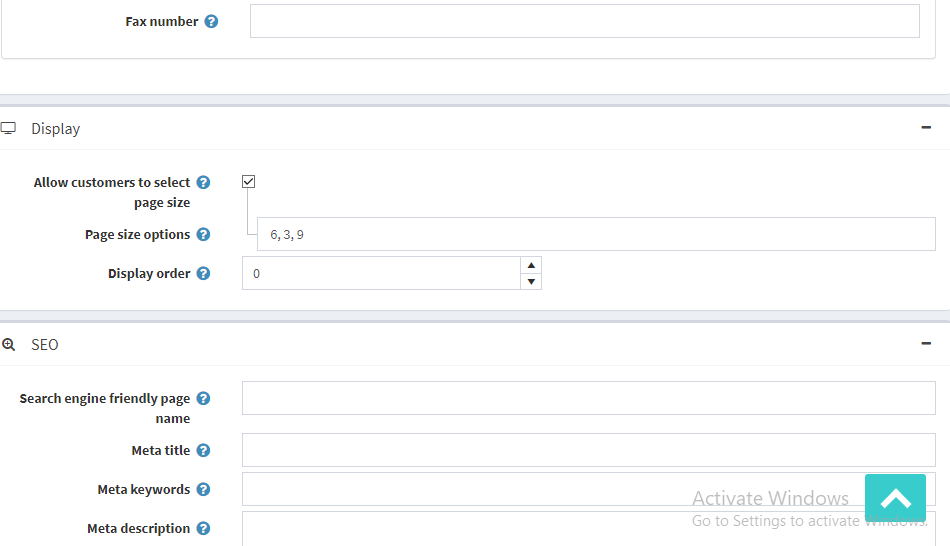 Fax number
Display
Allow customers to select
page size
Page size options
6, 3, 9
Display order
0
SEO
Search engine friendly page
name
Meta title
Meta keywords
Meta description
Activate Windows
Go to Settings to activate Windows.